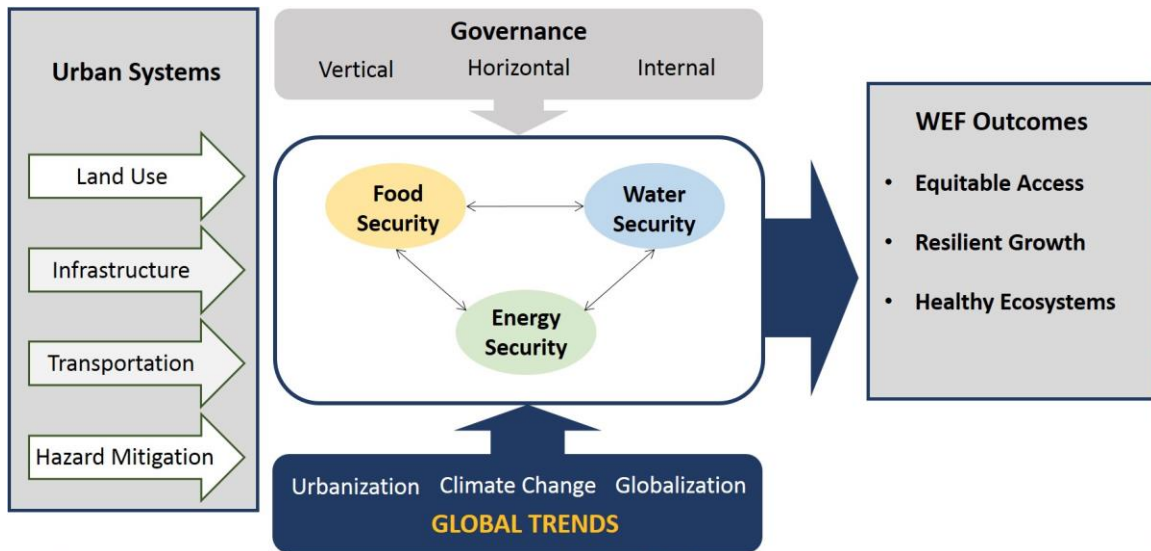 Urban Systems
Land Use
Infrastructure
Transportation
Hazard Mitigation
Governance
Vertical Horizontal Internal
Food
Security
Water
Security
Energy
Security
Urbanization Climate Change Globalization
GLOBAL TRENDS
WEF Outcomes
• Equitable Access
• Resilient Growth
• Healthy Ecosystems